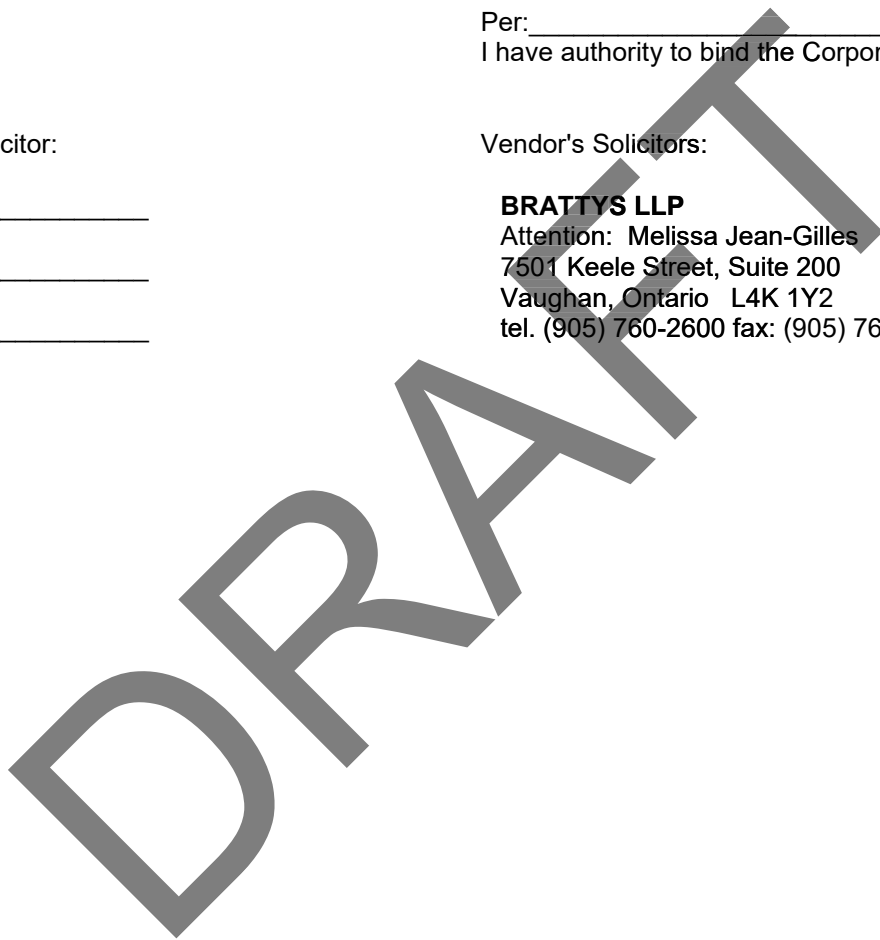 Per:__________________________
I have authority to bind the Corpor
citor:
Vendor's Solicitors:
BRATTYS LLP
Attention:  Melissa Jean-Gilles
7501 Keele Street, Suite 200
Vaughan, Ontario   L4K 1Y2
tel. (905) 760-2600 fax: (905) 76
DRAFT